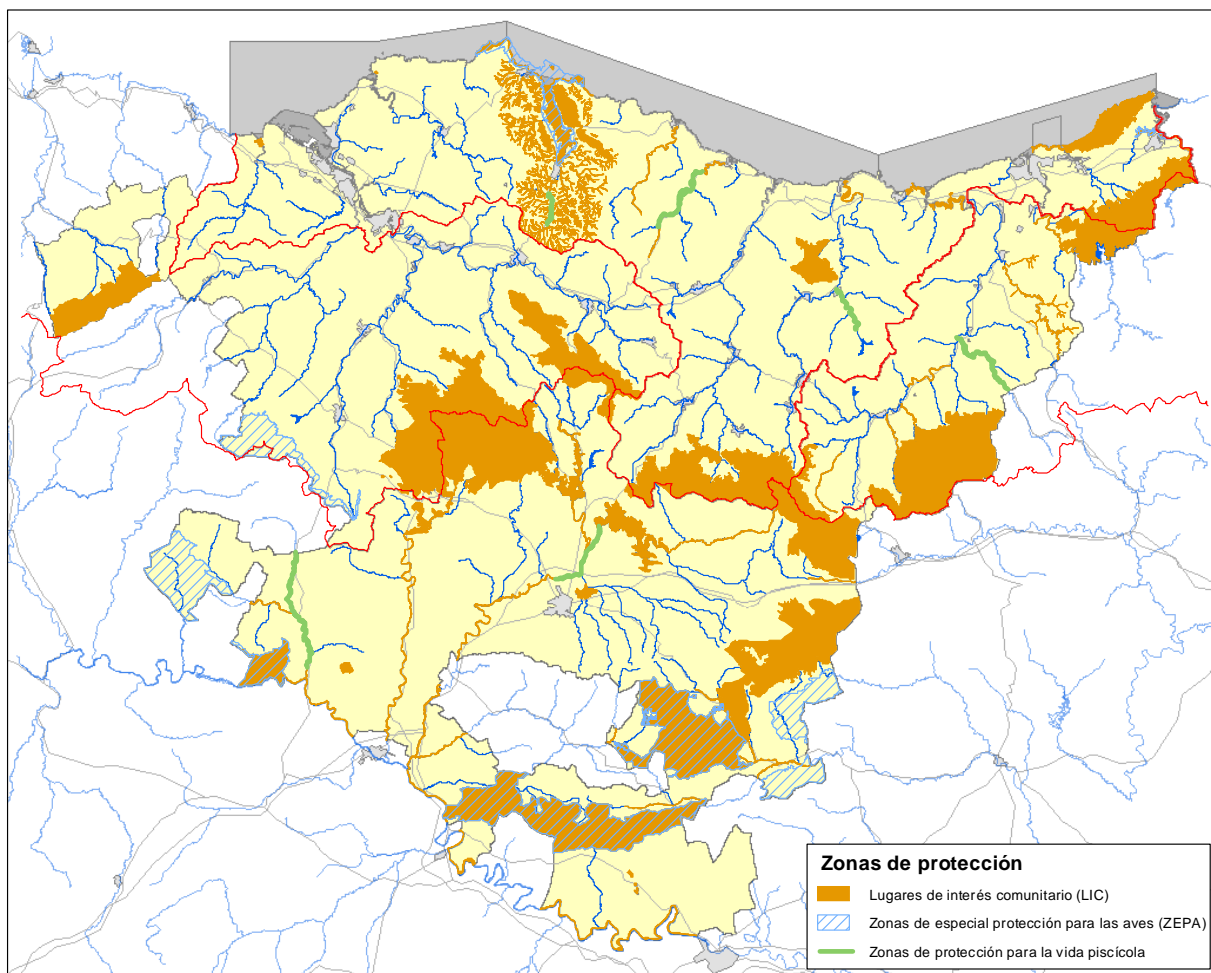 Zonas de protección
Lugares de interés comunitario (LIC)
Zonas de especial protección para las aves (ZEPA)
Zonas de protección para la vida piscícola